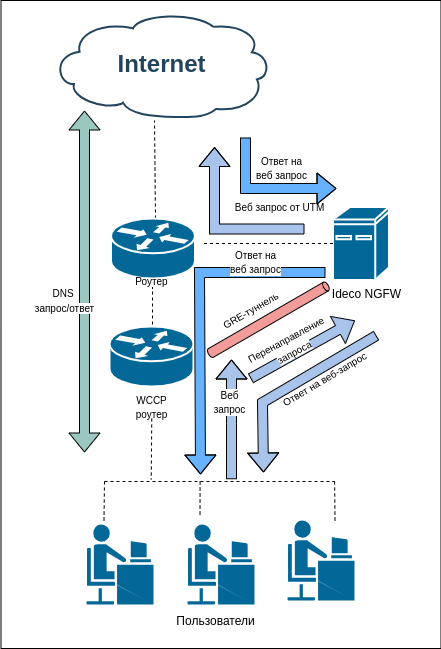 Internet
Ответ на
веб запрос
Веб запрос от UTM
Роутер
Ответ на
веб запрос
Ideco NGFW
DNS
запрос/ответ
GRE-туннель
Перенаправление
запроса
Ответ на веб-запрос
WCCP
роутер
Веб
запрос
Пользователи